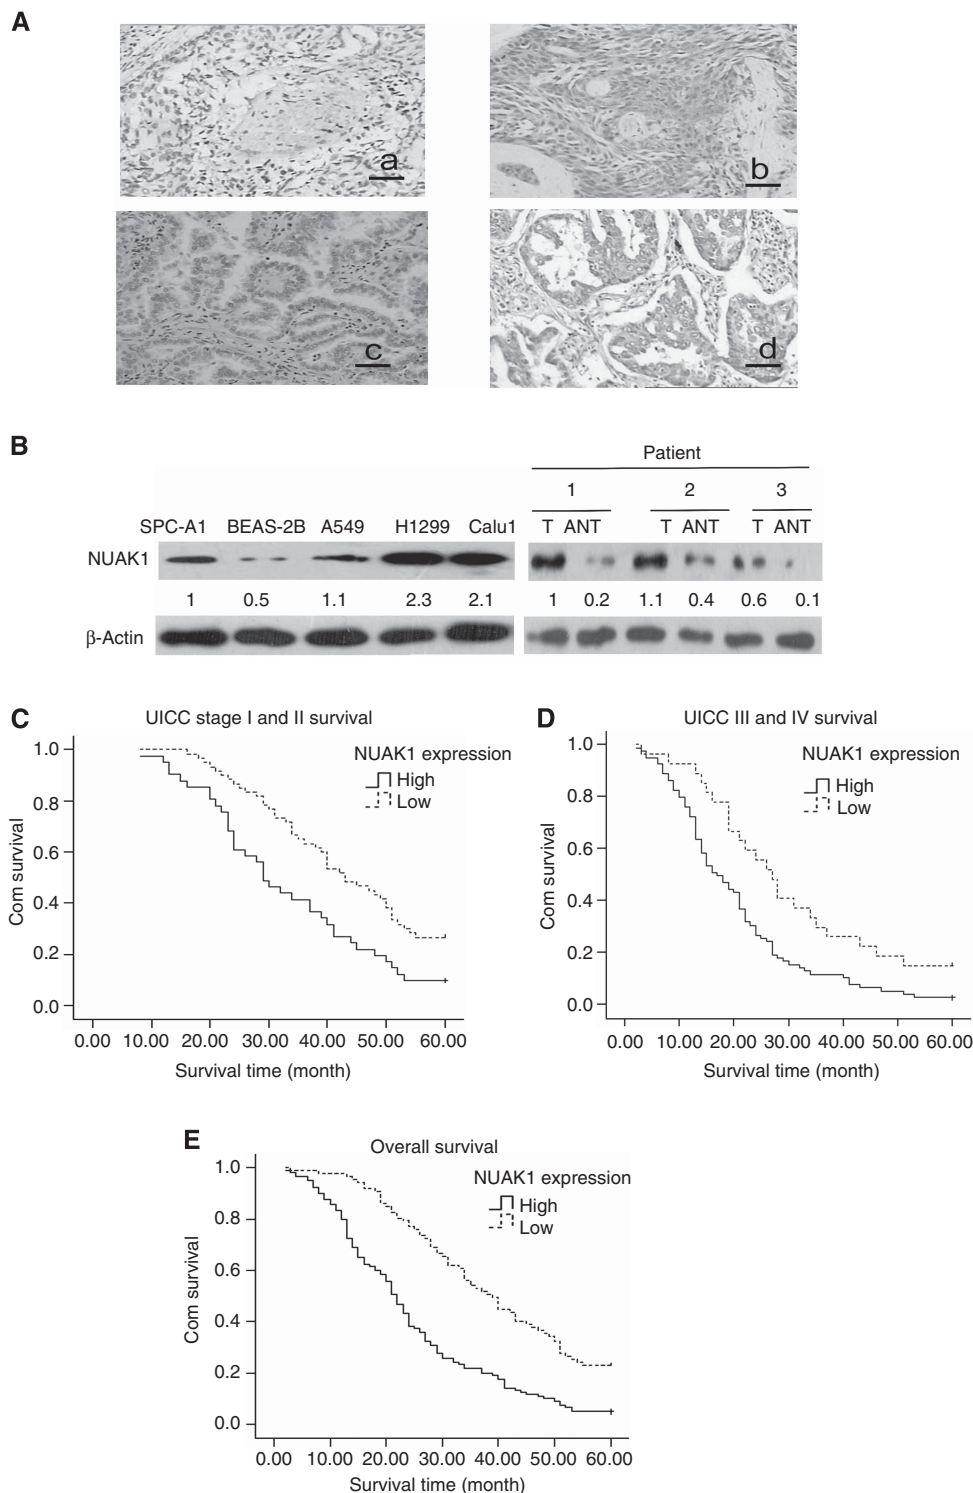 A
a
b
c
d
B
Patient
1 2 3
SPC-A1 BEAS-2B A549 H1299 Calu1 T ANT T ANT T ANT
NUAK1
1 0.5 1.1 2.3 2.1 1 0.2 1.1 0.4 0.6 0.1
β-Actin
C
UICC stage I and II survival
NUAK1 expression
High
Low
Com survival
1.0
0.8
0.6
0.4
0.2
0.0
0.00 10.00 20.00 30.00 40.00 50.00 60.00
Survival time (month)
D
UICC III and IV survival
NUAK1 expression
High
Low
Com survival
1.0
0.8
0.6
0.4
0.2
0.0
0.00 10.00 20.00 30.00 40.00 50.00 60.00
Survival time (month)
E
Overall survival
NUAK1 expression
High
Low
Com survival
1.0
0.8
0.6
0.4
0.2
0.0
0.00 10.00 20.00 30.00 40.00 50.00 60.00
Survival time (month)